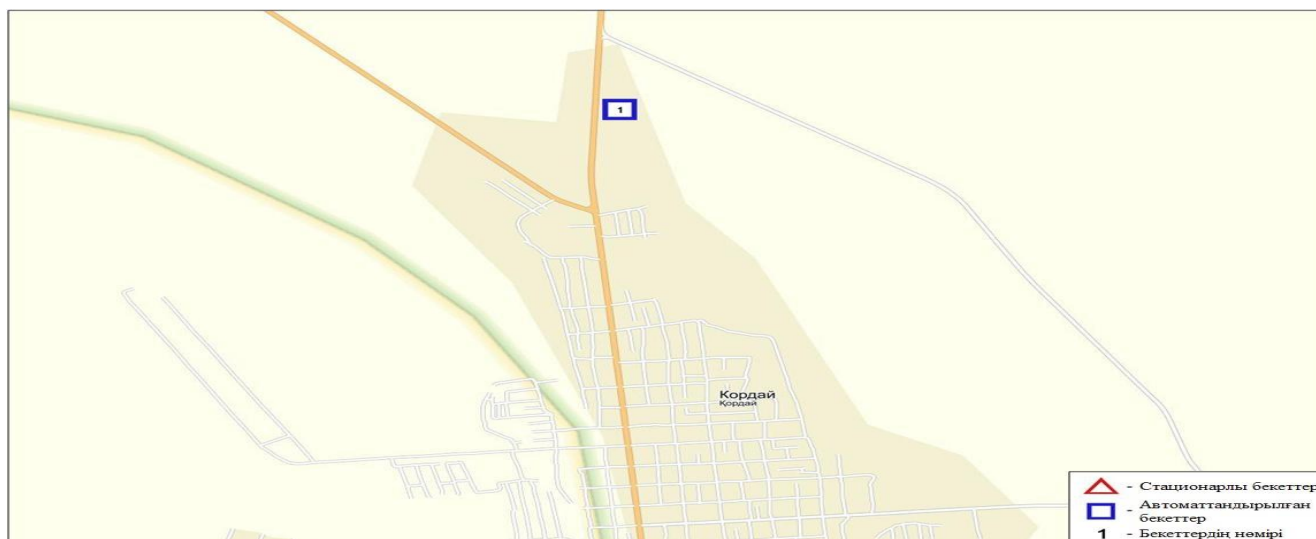 1
Кордай
Қордай
- Стационарлы бекеттер
- Автоматтандырылған
бекеттер
1 - Бекеттердің нөмірі